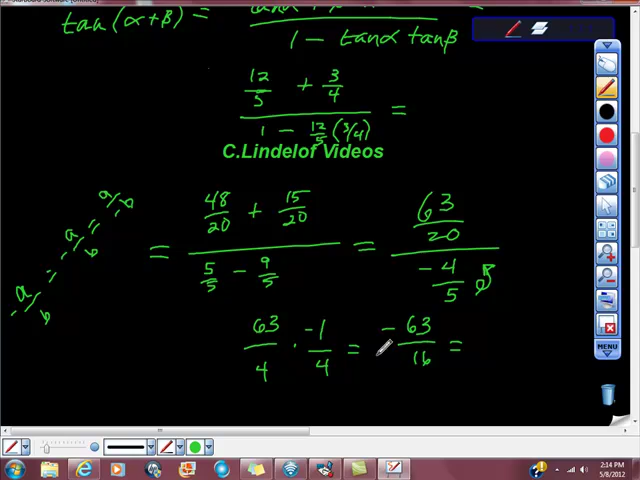 tan(α+β) =
1 - tanα tanβ
12/5 + 3/4
1 - 12/5 (3/4) =
C.Lindelof Videos
48/20 + 15/20 63/20
= 5/5 - 9/5 = -4/5
a/b = a/b = a/b
63/4 · -1/4 = -63/16 =
2:14 PM
5/8/2012